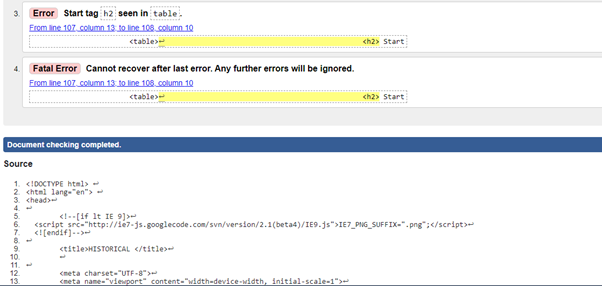 3. Error Start tag h2 seen in table.
From line 107, column 13; to line 108, column 10
<table>↩ <h2> Start
4. Fatal Error Cannot recover after last error. Any further errors will be ignored.
From line 107, column 13; to line 108, column 10
<table>↩ <h2> Start
Document checking completed.
Source
1. <!DOCTYPE html> ↩
2. <html lang="en"> ↩
3. <head>↩
4. ↩
5. <!--[if lt IE 9]>↩
6. <script src="http://ie7-js.googlecode.com/svn/version/2.1(beta4)/IE9.js">IE7_PNG_SUFFIX=".png";</script>↩
7. <![endif]-->↩
8. ↩
9. <title>HISTORICAL </title>↩
10. ↩
11. ↩
12. <meta charset="UTF-8">↩
13. <meta name="viewport" content="width=device-width, initial-scale=1">↩